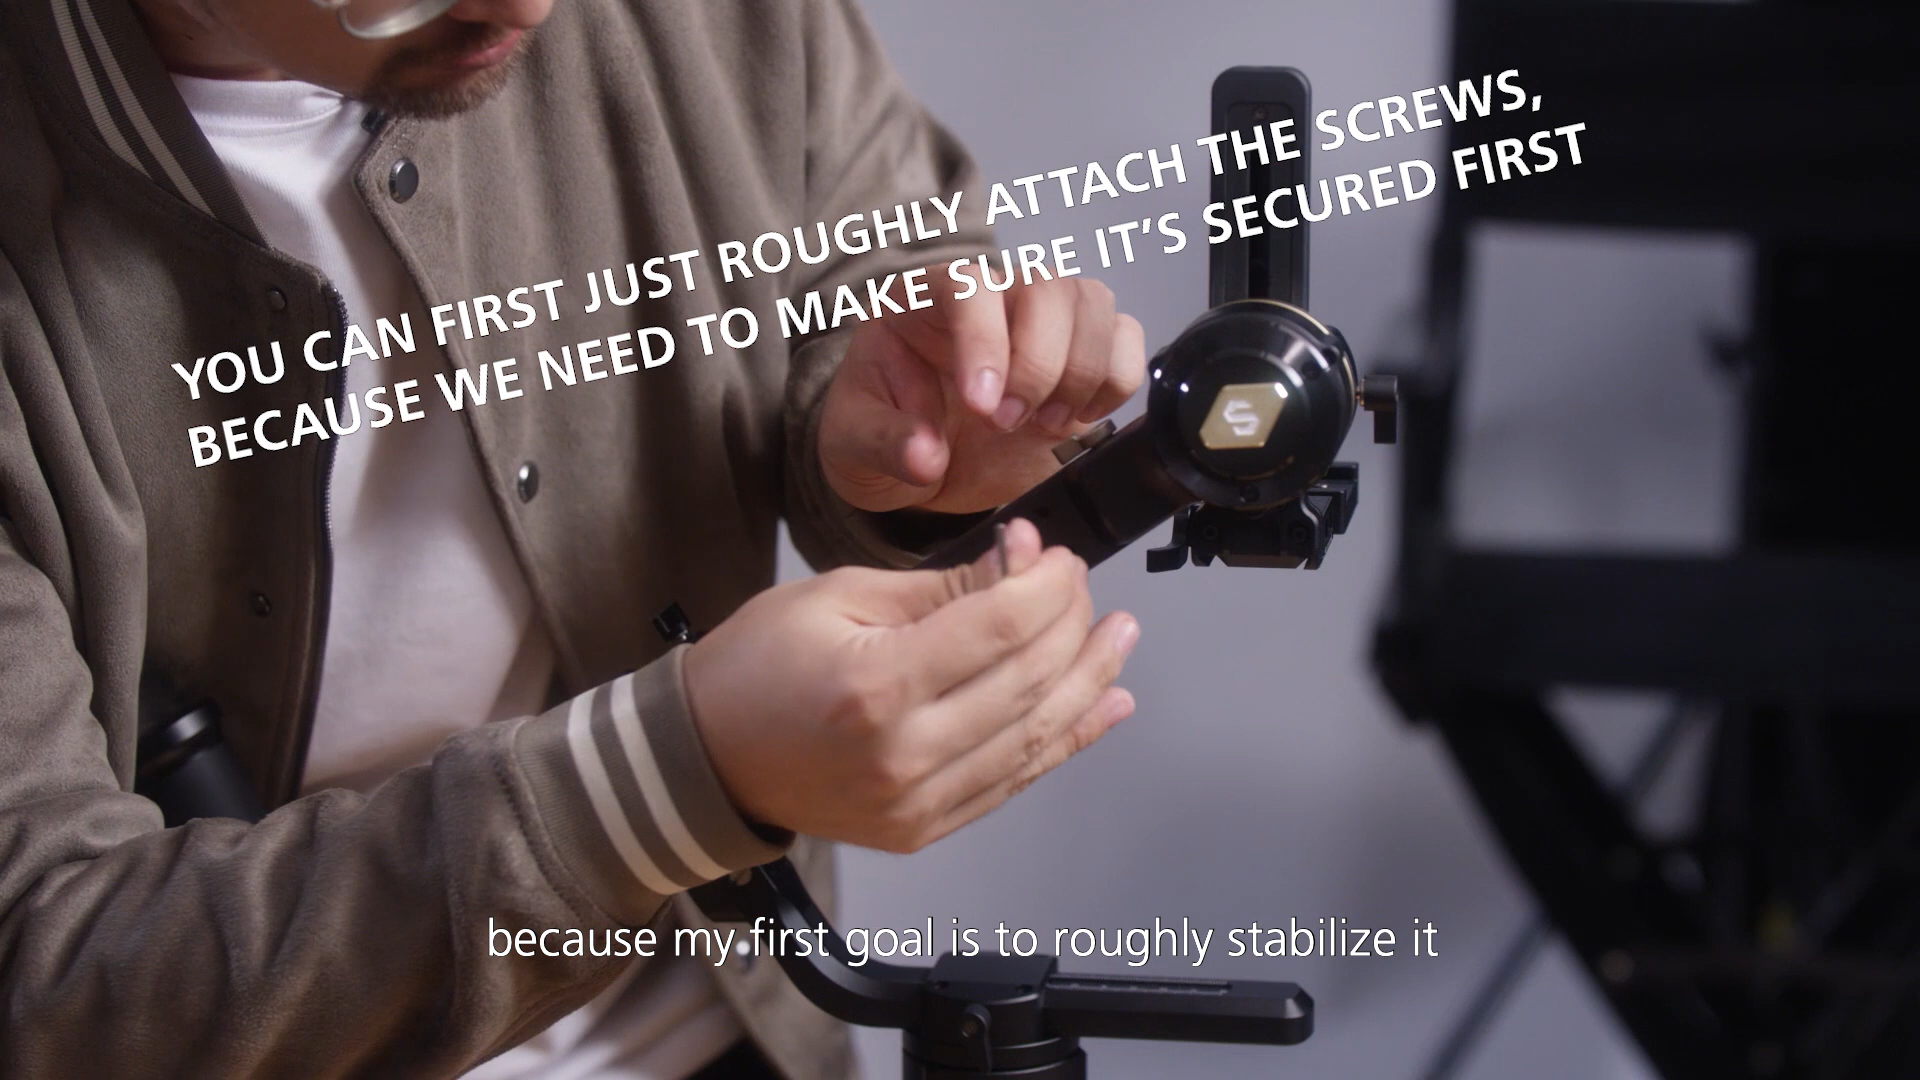 YOU CAN FIRST JUST ROUGHLY ATTACH THE SCREWS,
BECAUSE WE NEED TO MAKE SURE IT’S SECURED FIRST
because my first goal is to roughly stabilize it